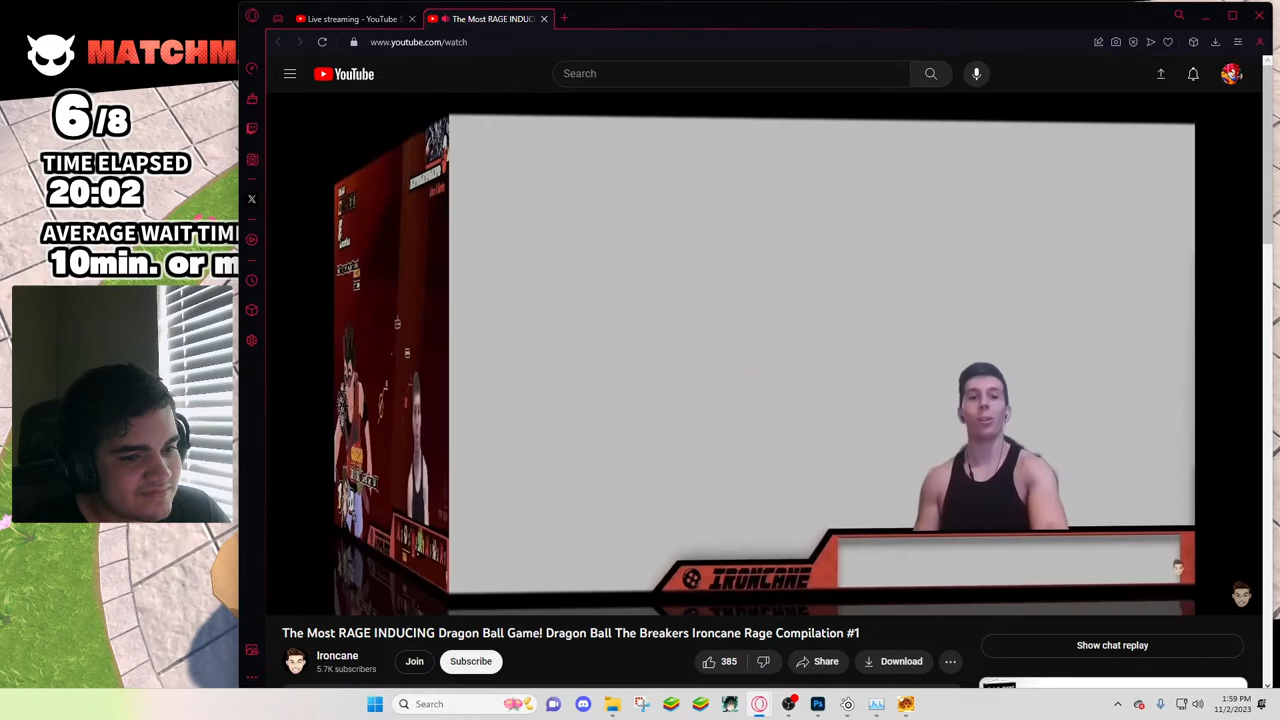 Live streaming - YouTube S
The Most RAGE INDUC
www.youtube.com/watch
MATCHM
6/8
TIME ELAPSED
20:02
AVERAGE WAIT TIM
10min. or m
YouTube
Search
IRONCANE
The Most RAGE INDUCING Dragon Ball Game! Dragon Ball The Breakers Ironcane Rage Compilation #1
Ironcane
5.7K subscribers
Join
Subscribe
385
Share
Download
Show chat replay
Search
Ps
1:59 PM
11/2/2023